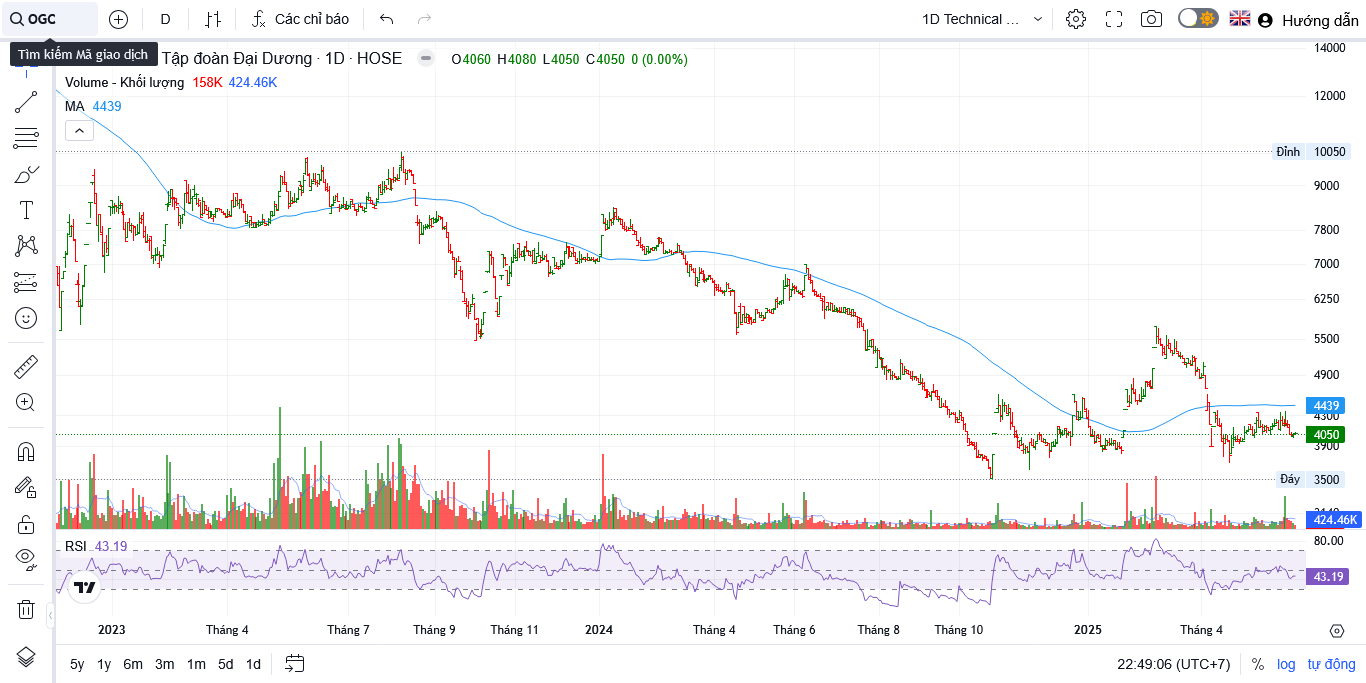 OGC D Các chỉ báo 1D Technical ... Hướng dẫn
Tìm kiếm Mã giao dịch Tập đoàn Đại Dương · 1D · HOSE O4060 H4080 L4050 C4050 0 (0.00%)
Volume - Khối lượng 158K 424.46K
MA 4439
14000
12000
Đỉnh 10050
9000
7800
7000
6250
5500
4900
4439
4300
4050
3900
Đáy 3500
424.46K
RSI 43.19
80.00
43.19
2023 Tháng 4 Tháng 7 Tháng 9 Tháng 11 2024 Tháng 4 Tháng 6 Tháng 8 Tháng 10 2025 Tháng 4
5y 1y 6m 3m 1m 5d 1d 22:49:06 (UTC+7) % log tự động